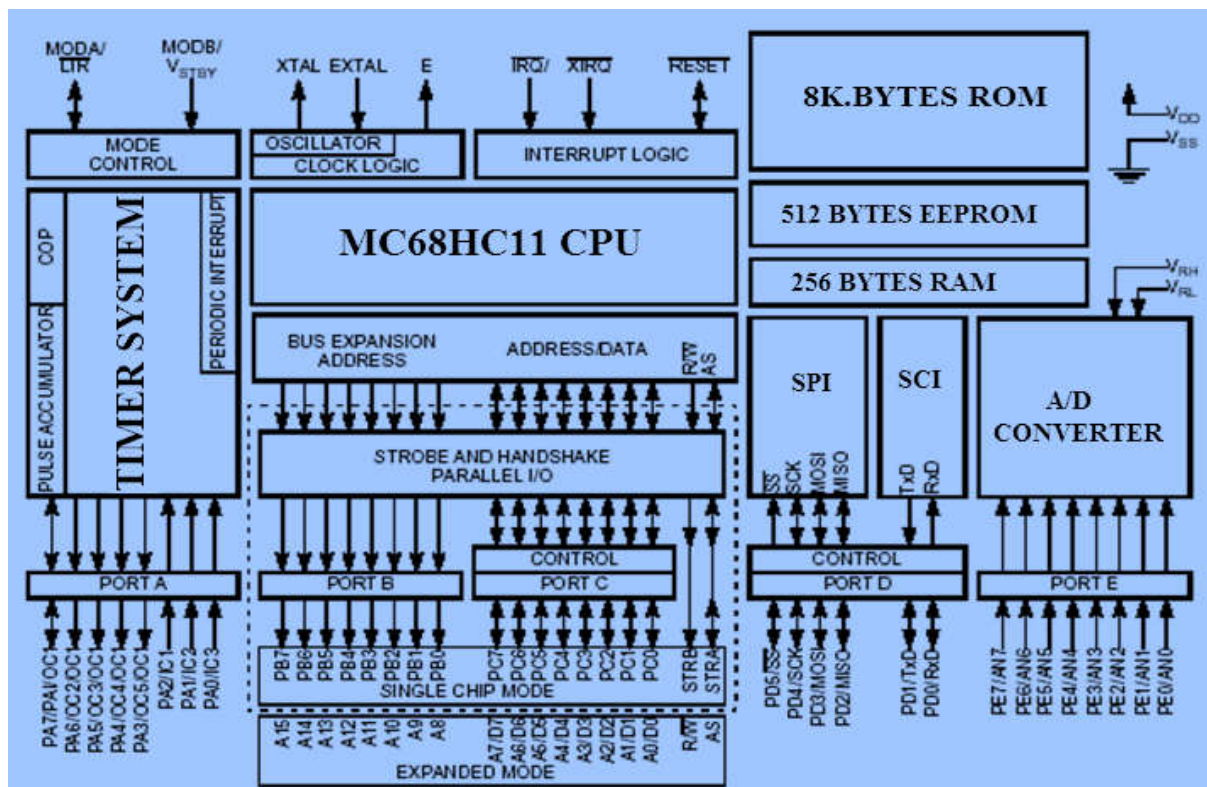 MODA/
LIR
MODB/
VSTBY
XTAL EXTAL E
IRQ/ XIRQ RESET
8K.BYTES ROM
VDD
VSS
MODE
CONTROL
OSCILLATOR
CLOCK LOGIC
INTERRUPT LOGIC
COP
PULSE ACCUMULATOR
TIMER SYSTEM
PERIODIC INTERRUPT
MC68HC11 CPU
512 BYTES EEPROM
256 BYTES RAM
VRH
VRL
BUS EXPANSION
ADDRESS
ADDRESS/DATA
R/W
AS
STROBE AND HANDSHAKE
PARALLEL I/O
SPI
SS
SCK
MOSI
MISO
SCI
TxD
RxD
A/D
CONVERTER
PORT A
PORT B
CONTROL
PORT C
CONTROL
PORT D
PORT E
PA7/PAI/OC1
PA6/OC2/OC1
PA5/OC3/OC1
PA4/OC4/OC1
PA3/OC5/OC1
PA2/IC1
PA1/IC2
PA0/IC3
PB7
PB6
PB5
PB4
PB3
PB2
PB1
PB0
PC7
PC6
PC5
PC4
PC3
PC2
PC1
PC0
STRB
STRA
SINGLE CHIP MODE
A15
A14
A13
A12
A11
A10
A9
A8
A7/D7
A6/D6
A5/D5
A4/D4
A3/D3
A2/D2
A1/D1
A0/D0
R/W
AS
EXPANDED MODE
PD5/SS
PD4/SCK
PD3/MOSI
PD2/MISO
PD1/TxD
PD0/RxD
PE7/AN7
PE6/AN6
PE5/AN5
PE4/AN4
PE3/AN3
PE2/AN2
PE1/AN1
PE0/AN0